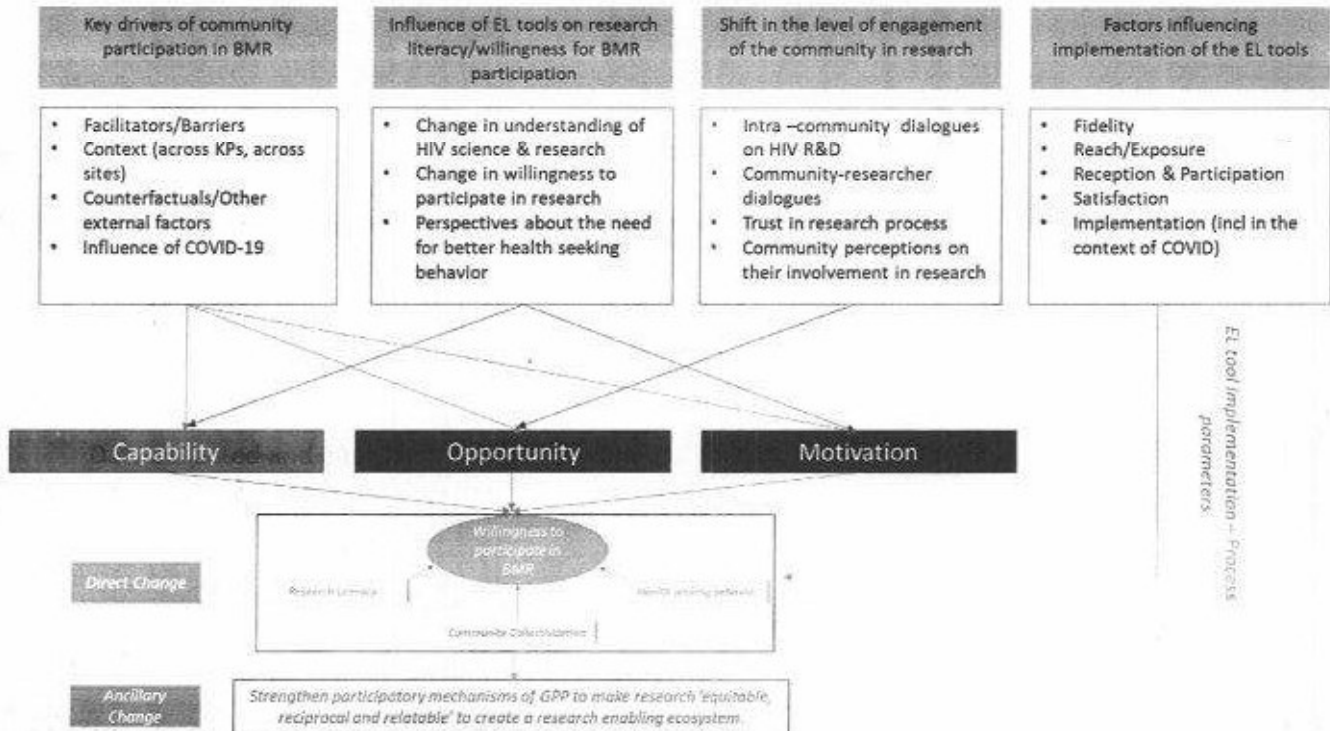 Key drivers of community
participation in BMR
Influence of EL tools on research
literacy/willingness for BMR
participation
Shift in the level of engagement
of the community in research
Factors influencing
implementation of the EL tools
• Facilitators/Barriers
• Context (across KPs, across
sites)
• Counterfactuals/Other
external factors
• Influence of COVID-19
• Change in understanding of
HIV science & research
• Change in willingness to
participate in research
• Perspectives about the need
for better health seeking
behavior
• Intra –community dialogues
on HIV R&D
• Community-researcher
dialogues
• Trust in research process
• Community perceptions on
their involvement in research
• Fidelity
• Reach/Exposure
• Reception & Participation
• Satisfaction
• Implementation (incl in the
context of COVID)
EL tool implementation – Process
parameters
Capability
Opportunity
Motivation
Willingness to
participate in
BMR
Direct Change
Research Literacy
Health seeking behavior
Community
Ancillary
Change
Strengthen participatory mechanisms of GPP to make research 'equitable,
reciprocal and relatable' to create a research enabling ecosystem.